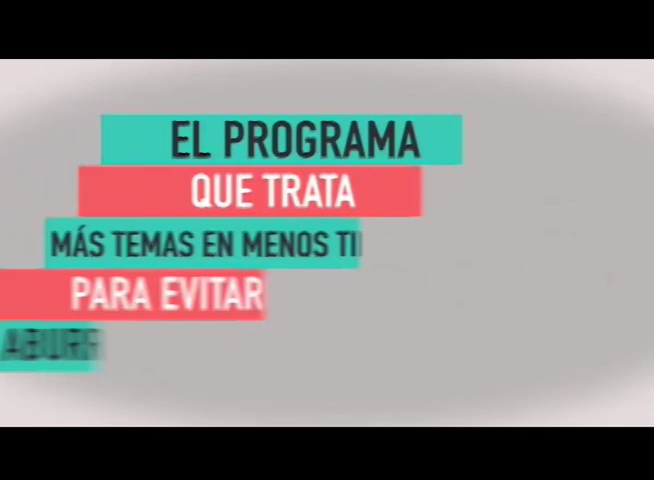 EL PROGRAMA
QUE TRATA
MÁS TEMAS EN MENOS
PARA EVITAR